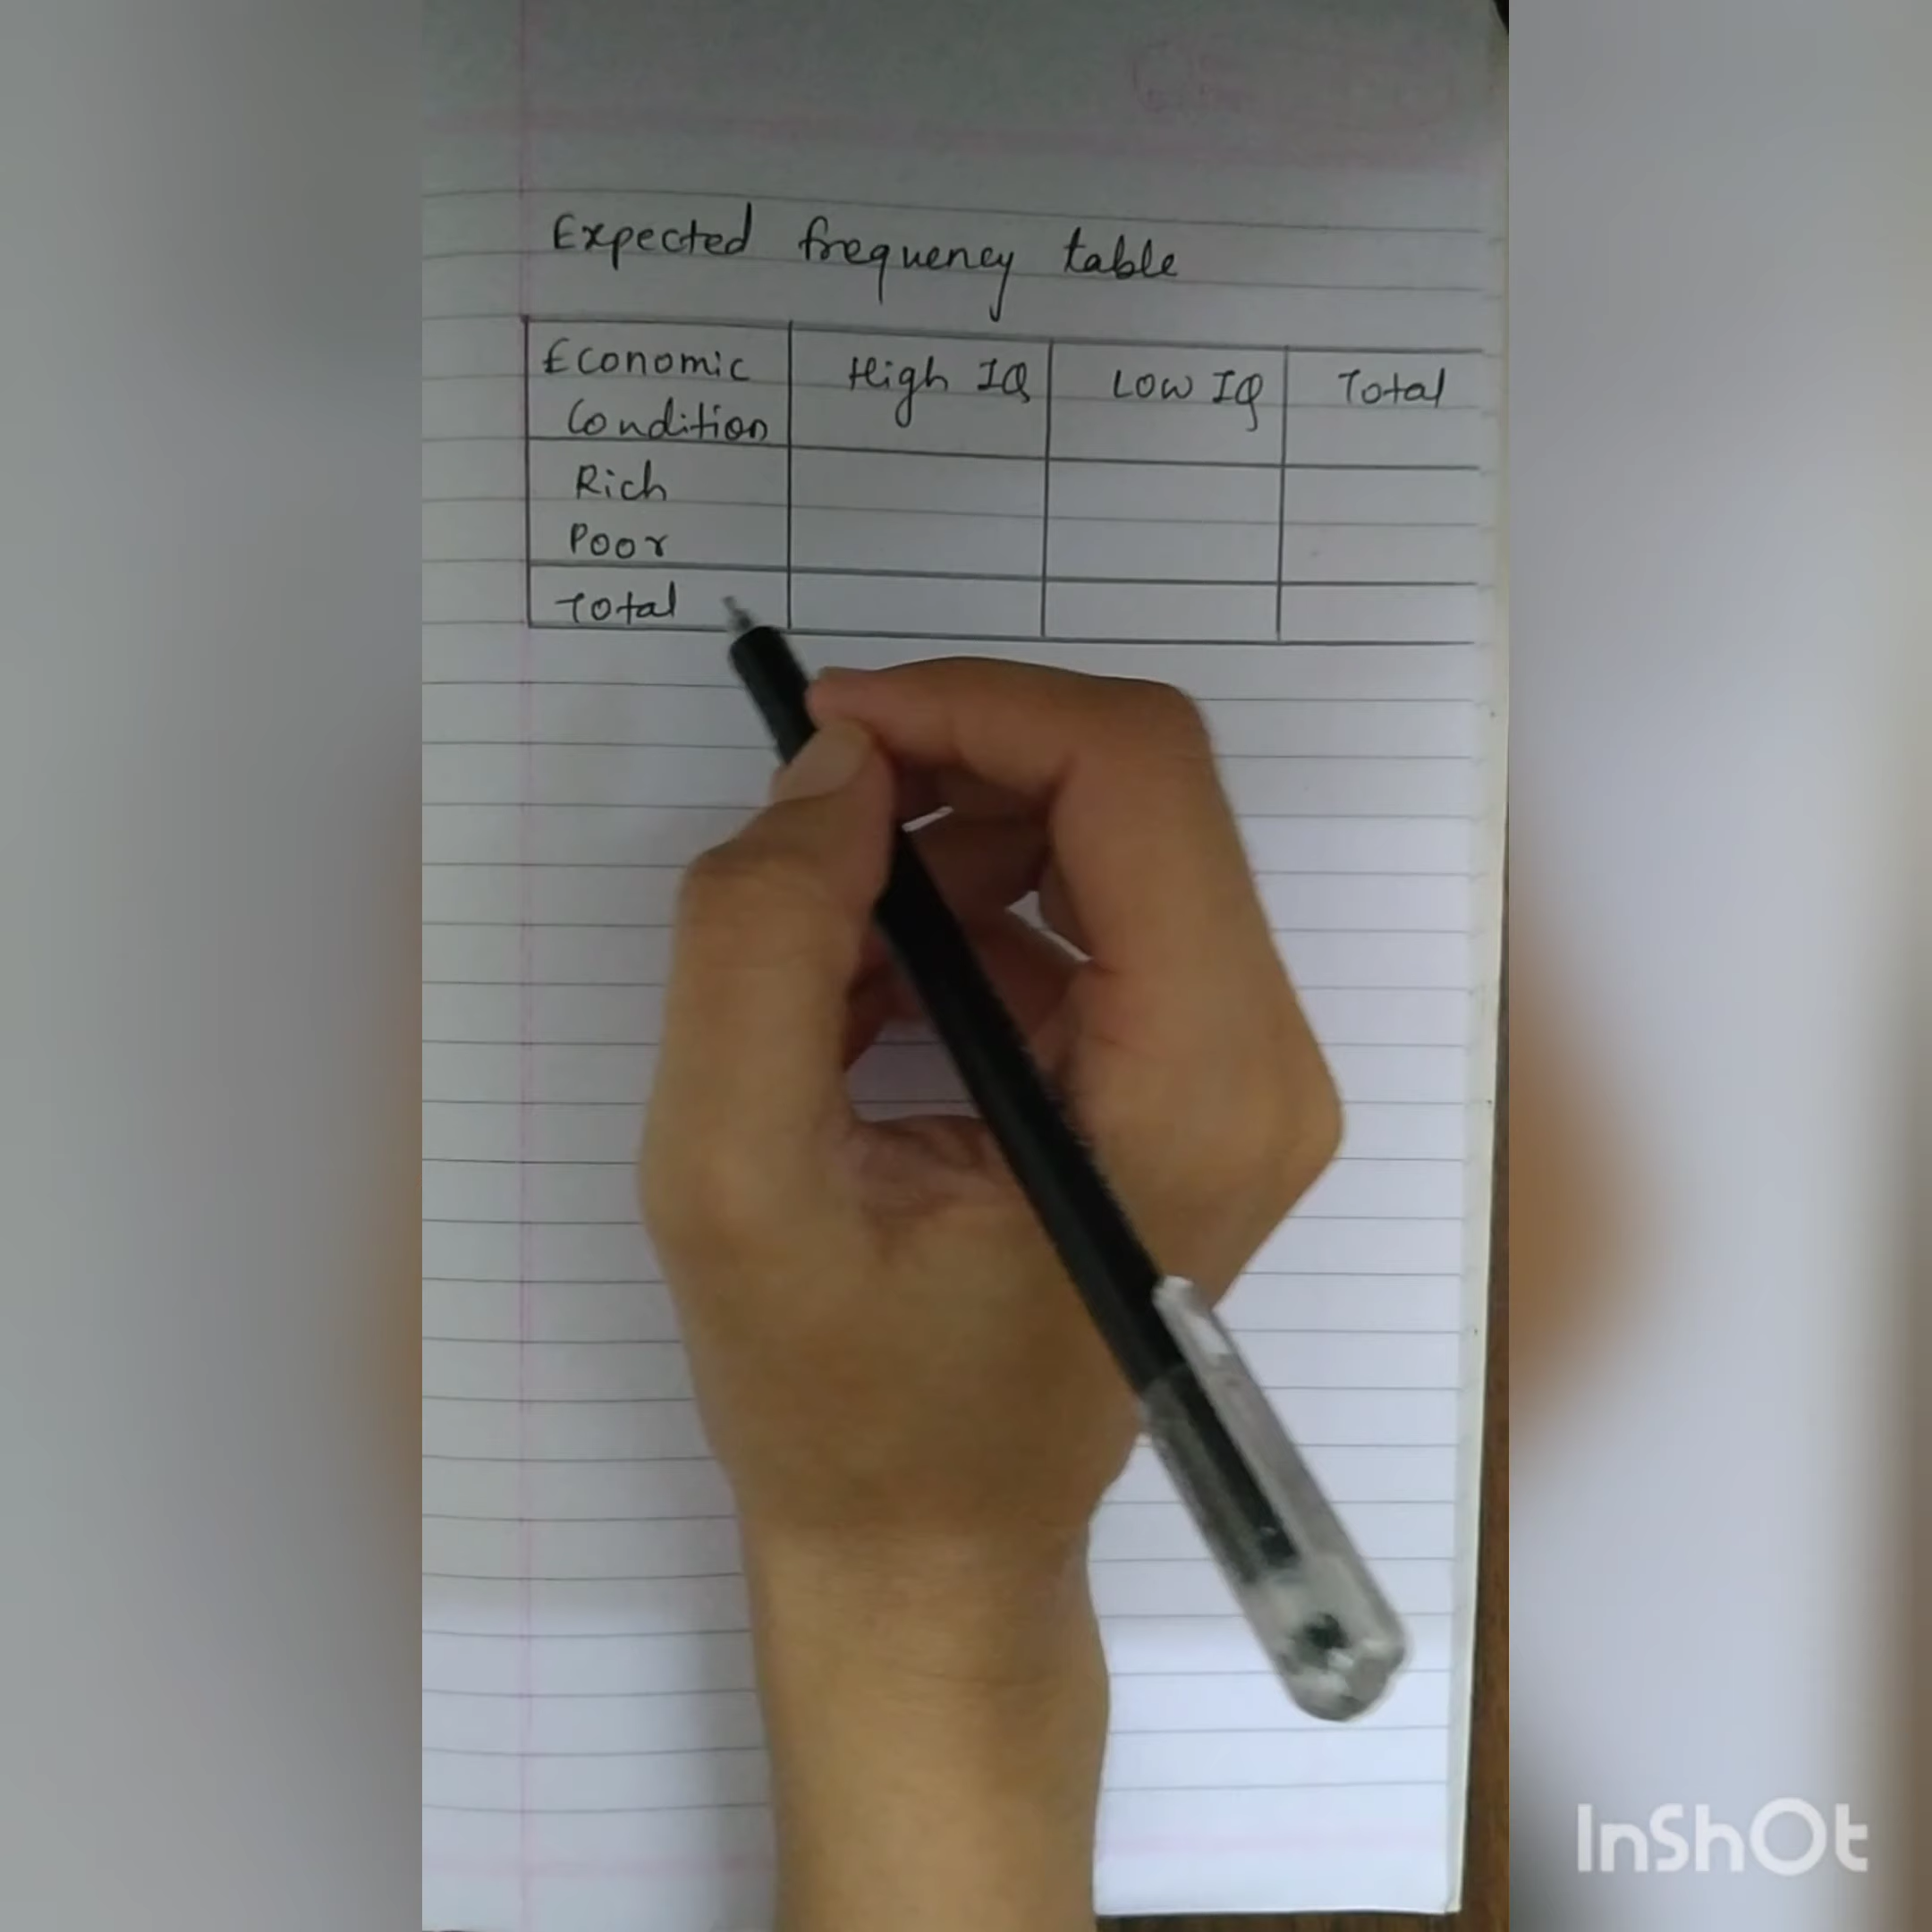 Expected frequency table
Economic Condition High IQ Low IQ Total
Rich
Poor
Total
InShOt